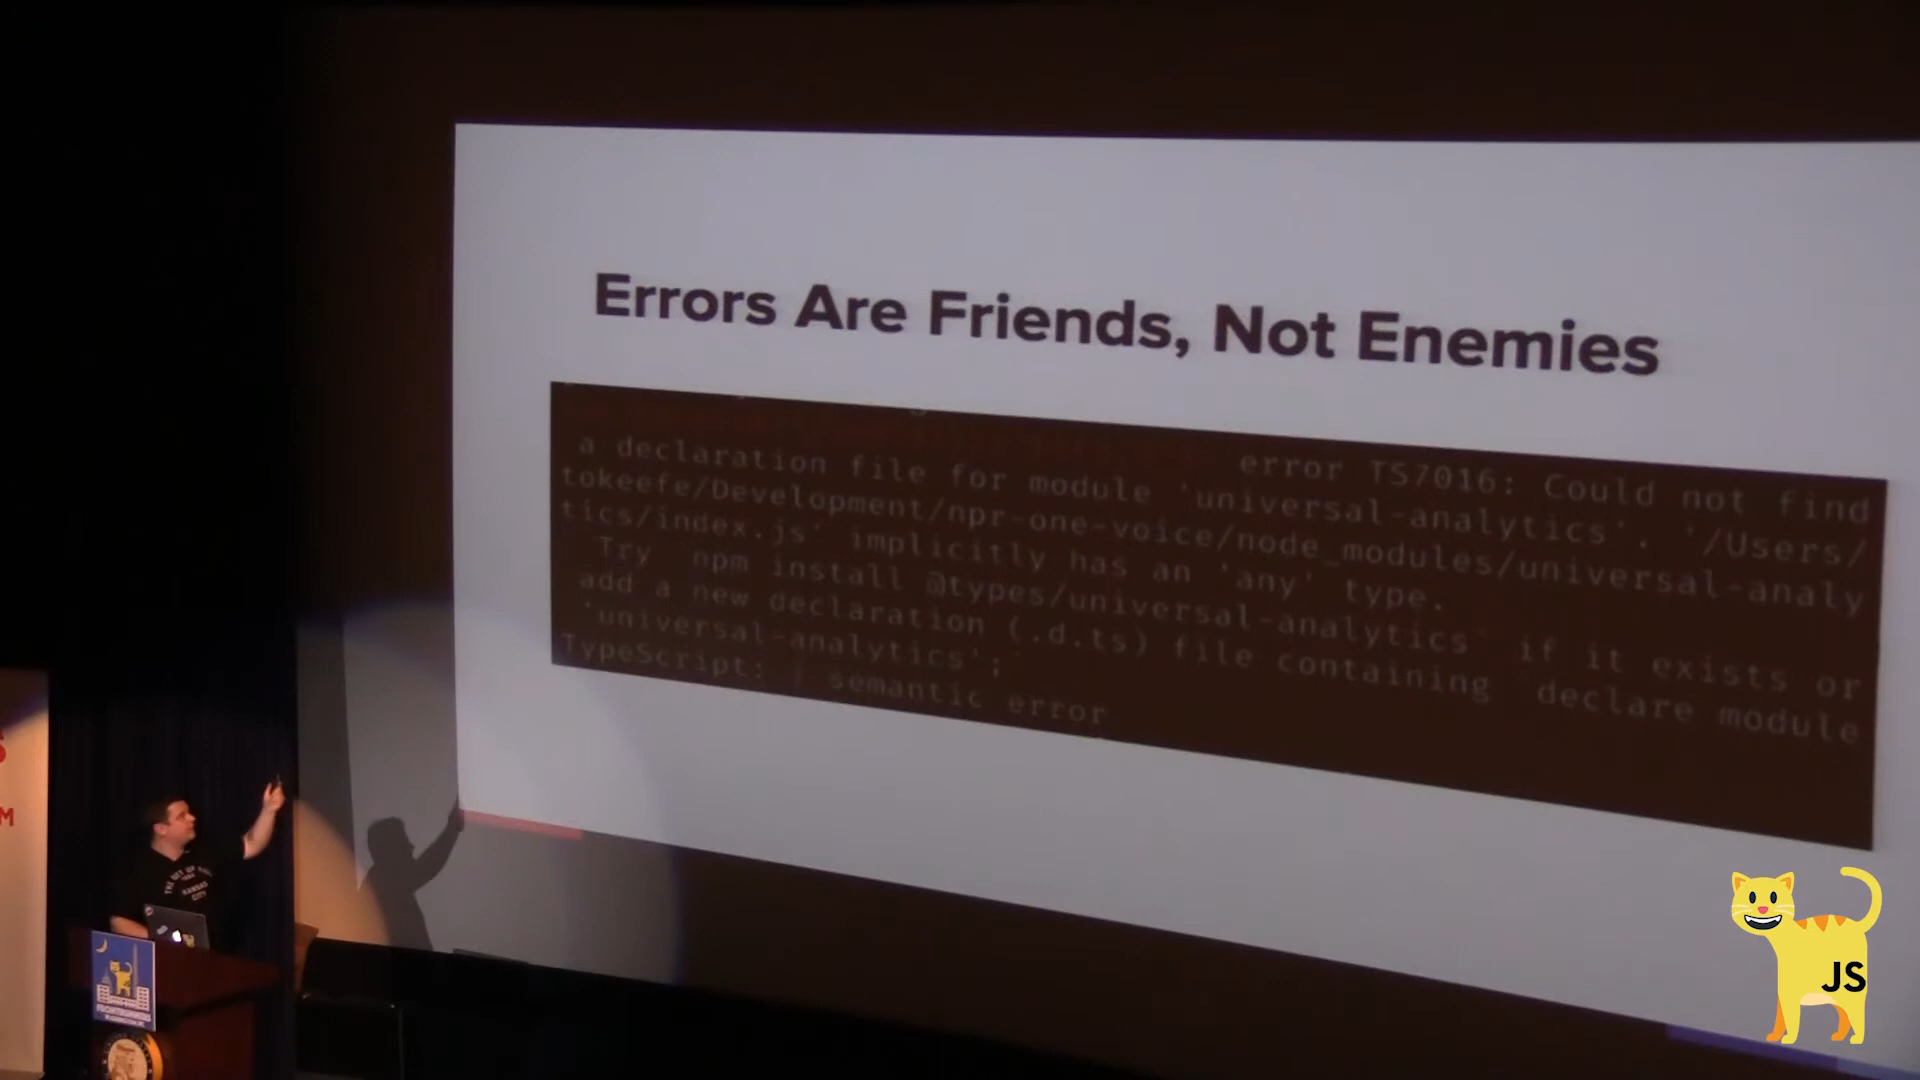 Errors Are Friends, Not Enemies
error TS7016: Could not find
a declaration file for module 'universal-analytics'. '/Users/
tokeefe/Development/npr-one-voice/node_modules/universal-analy
tics/index.js' implicitly has an 'any' type.
Try `npm install @types/universal-analytics` if it exists or
add a new declaration (.d.ts) file containing `declare module
'universal-analytics';`
TypeScript: 1 semantic error
THE
KANSAS
CITY
JS